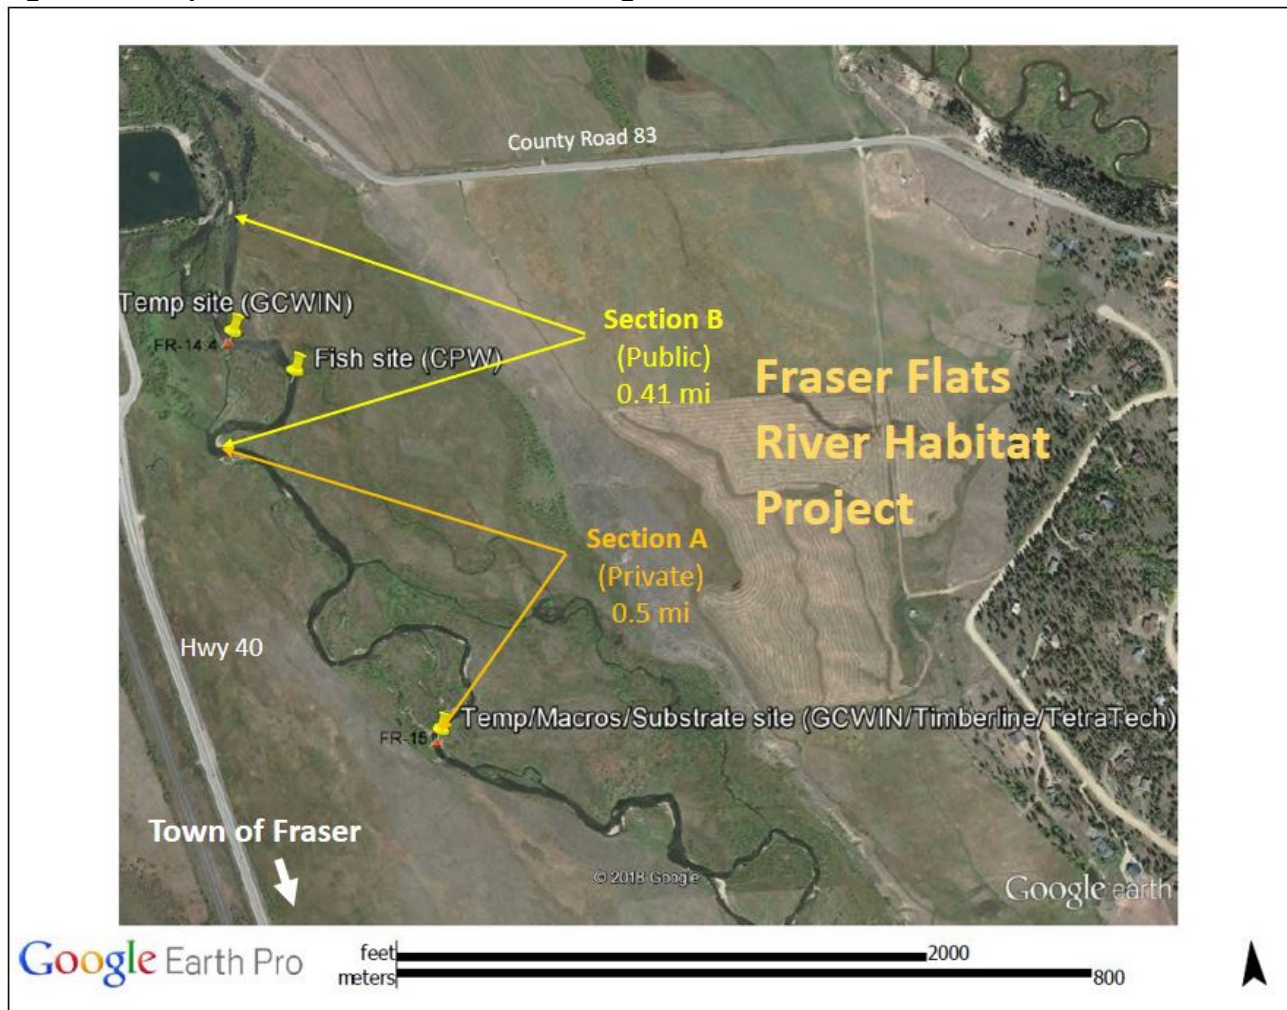 County Road 83
Temp site (GCWIN)
FR-14.4
Fish site (CPW)
Section B
(Public)
0.41 mi
Fraser Flats
River Habitat
Project
Section A
(Private)
0.5 mi
Hwy 40
Temp/Macros/Substrate site (GCWIN/Timberline/TetraTech)
FR-15
Town of Fraser
© 2018 Google
Google earth
Google Earth Pro
feet
2000
meters
800